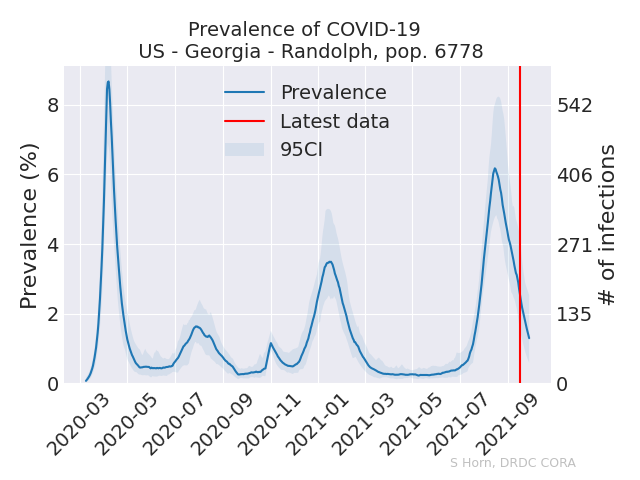 Prevalence of COVID-19
US - Georgia - Randolph, pop. 6778
Prevalence
Latest data
95CI
Prevalence (%)
8
6
4
2
0
542
406
271
135
0
# of infections
2020-03
2020-05
2020-07
2020-09
2020-11
2021-01
2021-03
2021-05
2021-07
2021-09
S Horn, DRDC CORA